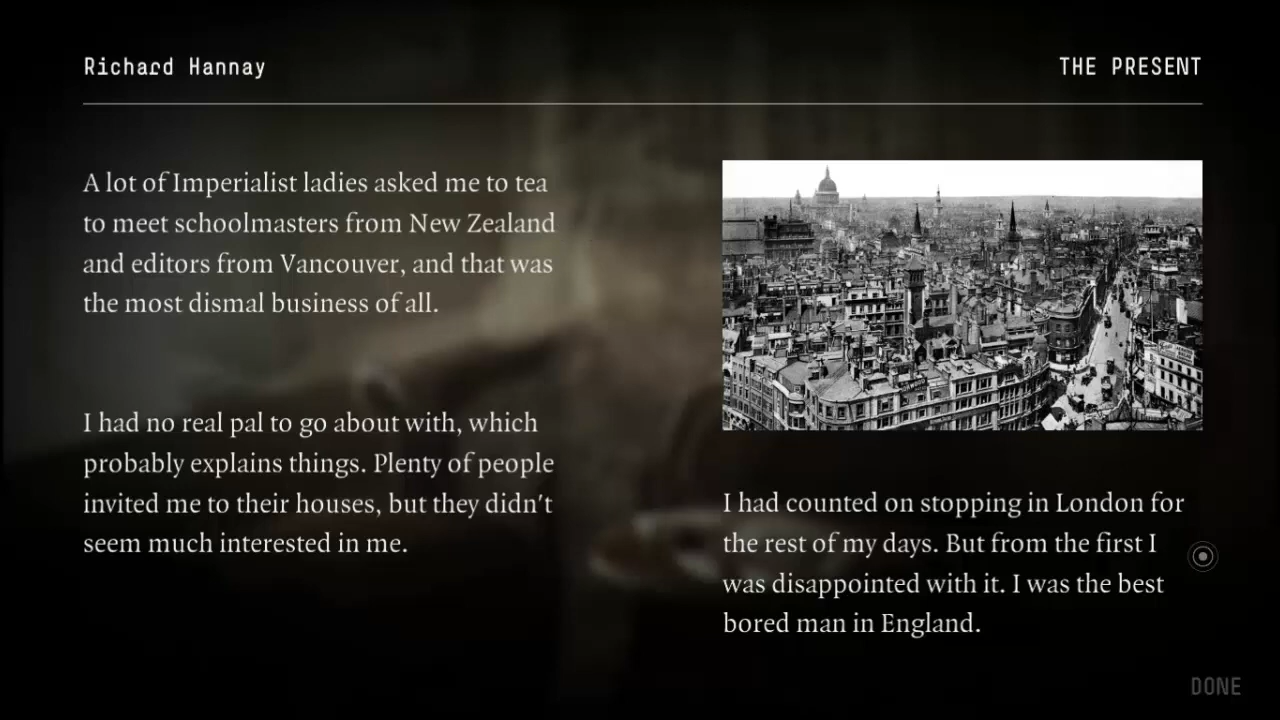 Richard Hannay
THE PRESENT
A lot of Imperialist ladies asked me to tea
to meet schoolmasters from New Zealand
and editors from Vancouver, and that was
the most dismal business of all.
I had no real pal to go about with, which
probably explains things. Plenty of people
invited me to their houses, but they didn't
seem much interested in me.
I had counted on stopping in London for
the rest of my days. But from the first I
was disappointed with it. I was the best
bored man in England.
DONE